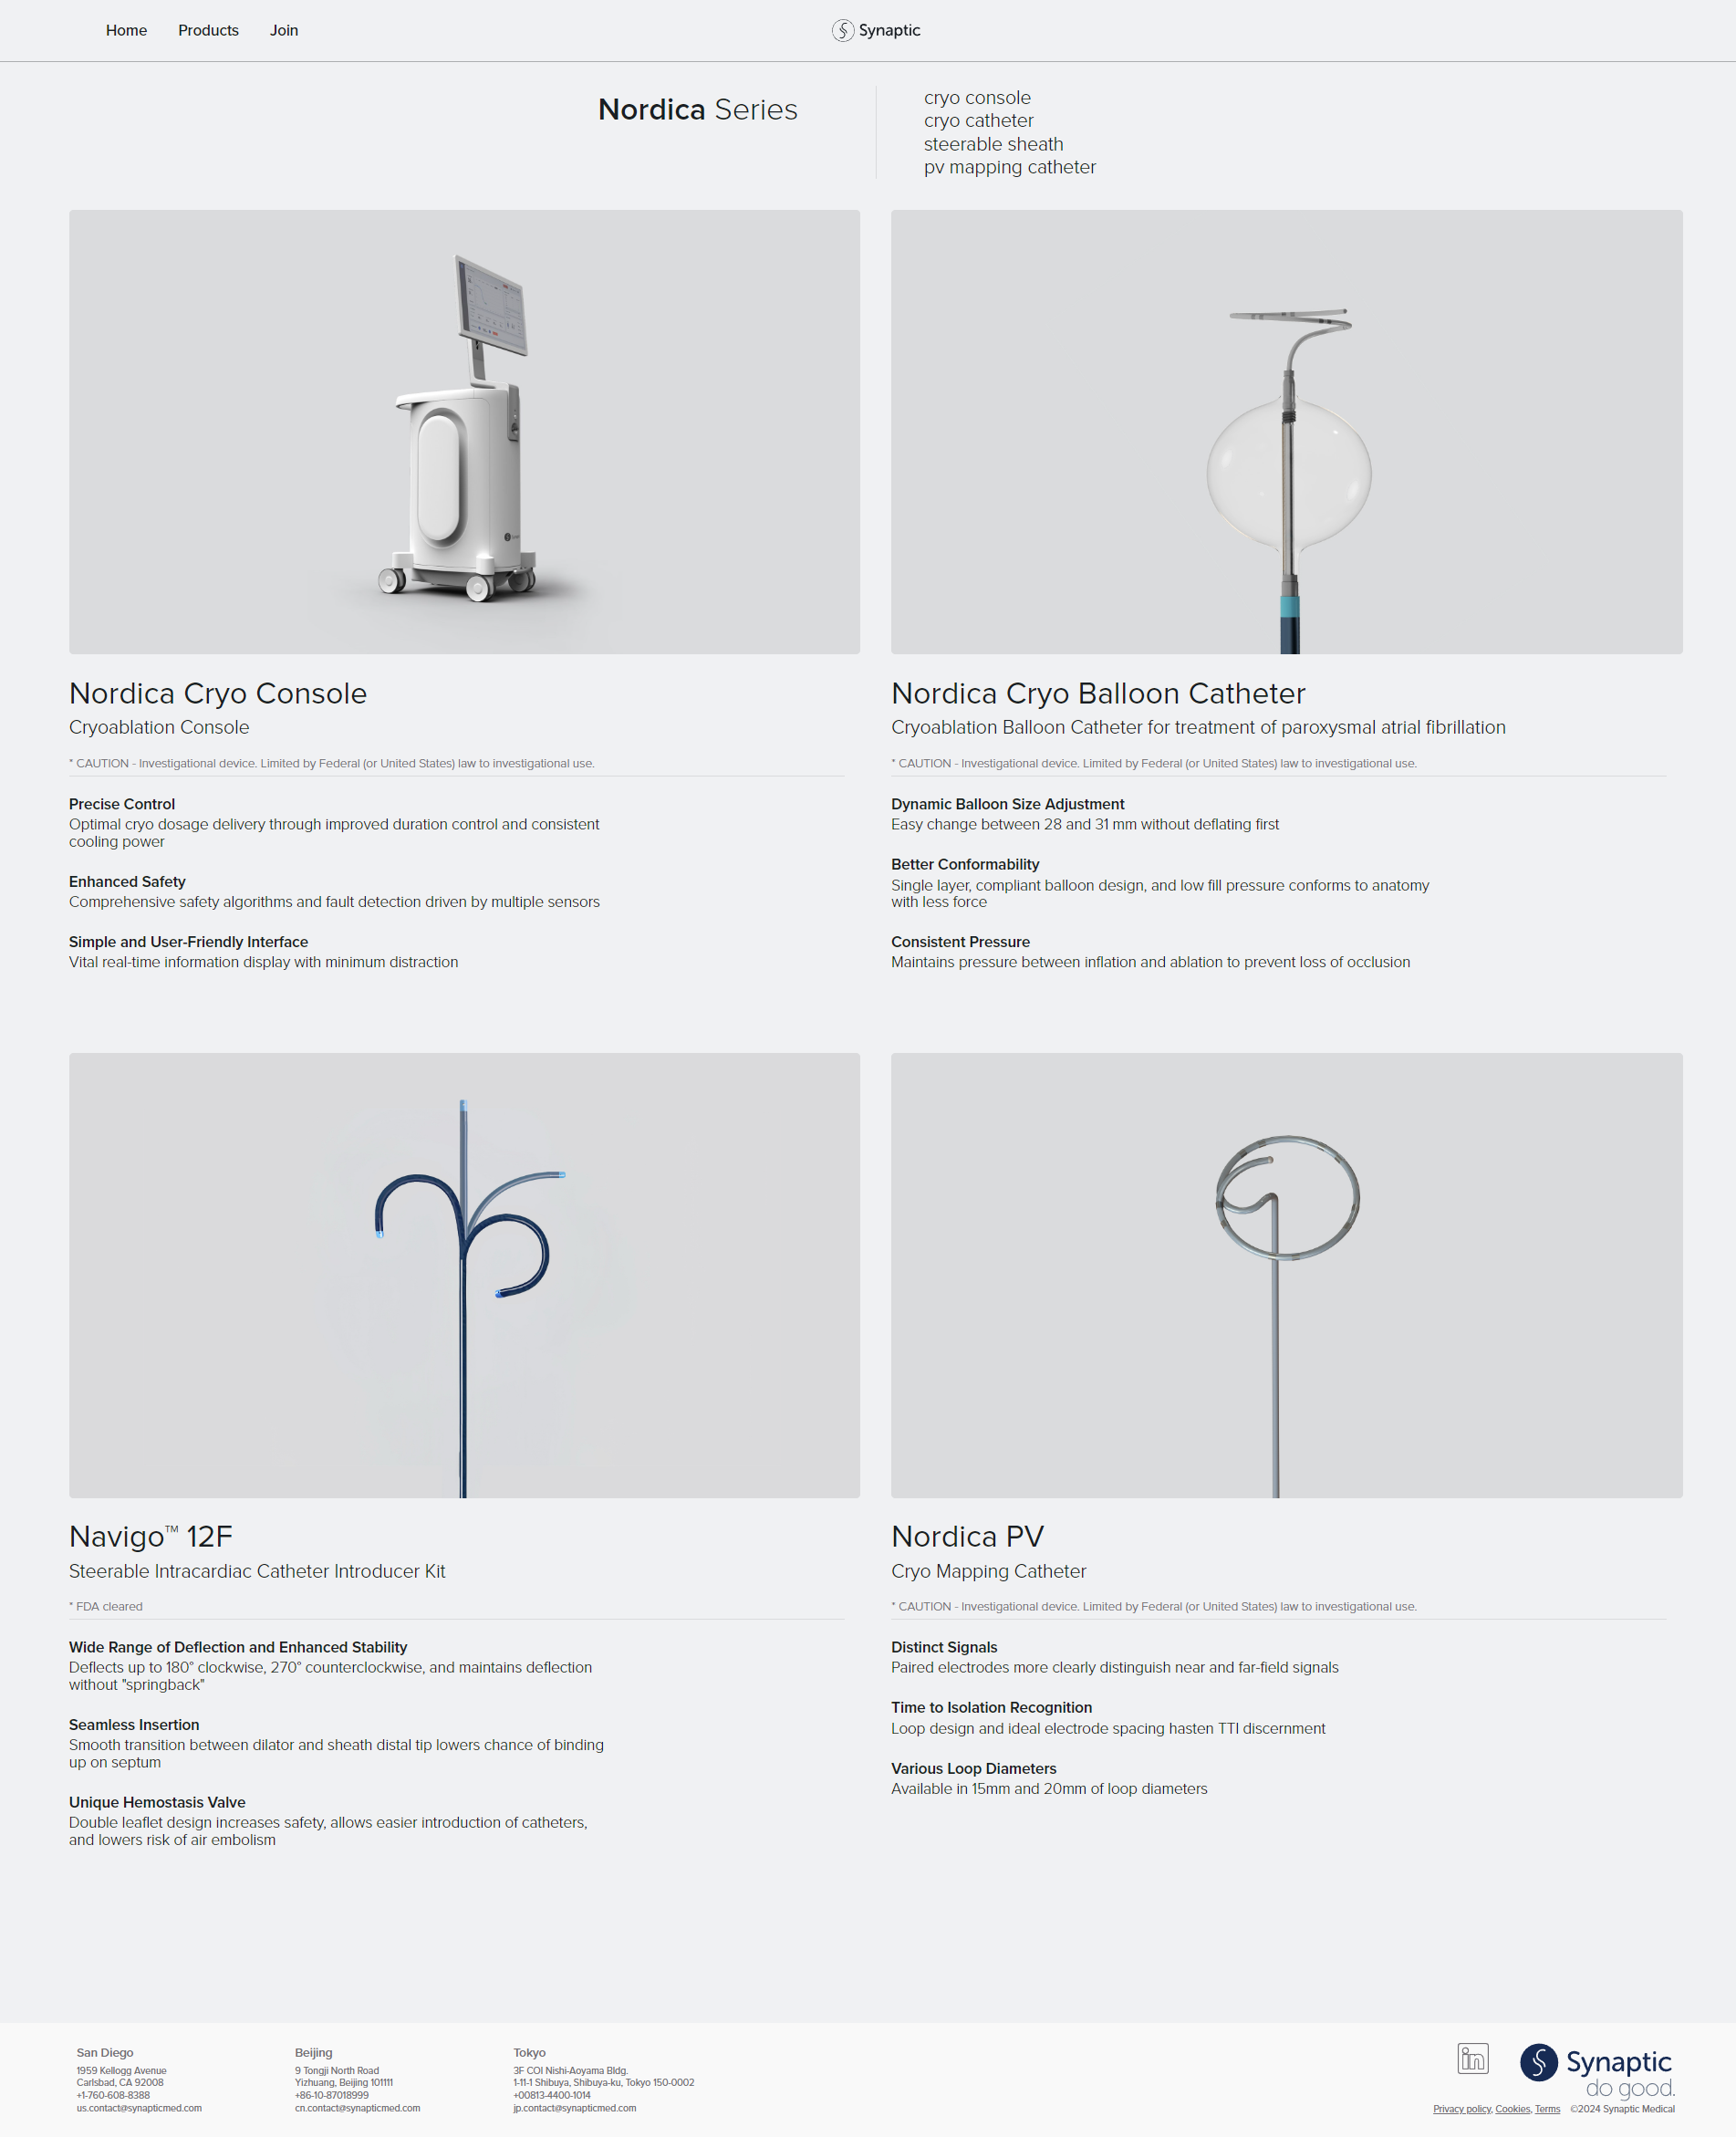 Home Products Join
Synaptic
Nordica Series
cryo console
cryo catheter
steerable sheath
pv mapping catheter
Nordica Cryo Console
Cryoablation Console
* CAUTION - Investigational device. Limited by Federal (or United States) law to investigational use.
Precise Control
Optimal cryo dosage delivery through improved duration control and consistent
cooling power
Enhanced Safety
Comprehensive safety algorithms and fault detection driven by multiple sensors
Simple and User-Friendly Interface
Vital real-time information display with minimum distraction
Nordica Cryo Balloon Catheter
Cryoablation Balloon Catheter for treatment of paroxysmal atrial fibrillation
* CAUTION - Investigational device. Limited by Federal (or United States) law to investigational use.
Dynamic Balloon Size Adjustment
Easy change between 28 and 31 mm without deflating first
Better Conformability
Single layer, compliant balloon design, and low fill pressure conforms to anatomy
with less force
Consistent Pressure
Maintains pressure between inflation and ablation to prevent loss of occlusion
Navigo™ 12F
Steerable Intracardiac Catheter Introducer Kit
* FDA cleared
Wide Range of Deflection and Enhanced Stability
Deflects up to 180° clockwise, 270° counterclockwise, and maintains deflection
without "springback"
Seamless Insertion
Smooth transition between dilator and sheath distal tip lowers chance of binding
up on septum
Unique Hemostasis Valve
Double leaflet design increases safety, allows easier introduction of catheters,
and lowers risk of air embolism
Nordica PV
Cryo Mapping Catheter
* CAUTION - Investigational device. Limited by Federal (or United States) law to investigational use.
Distinct Signals
Paired electrodes more clearly distinguish near and far-field signals
Time to Isolation Recognition
Loop design and ideal electrode spacing hasten TTI discernment
Various Loop Diameters
Available in 15mm and 20mm of loop diameters
San Diego
1959 Kellogg Avenue
Carlsbad, CA 92008
+1-760-608-8388
us.contact@synapticmed.com
Beijing
9 Tongji North Road
Yizhuang, Beijing 101111
+86-10-87018999
cn.contact@synapticmed.com
Tokyo
3F COI Nishi-Aoyama Bldg.
1-11-1 Shibuya, Shibuya-ku, Tokyo 150-0002
+00813-4400-1014
jp.contact@synapticmed.com
in
Synaptic
do good.
Privacy policy, Cookies, Terms ©2024 Synaptic Medical